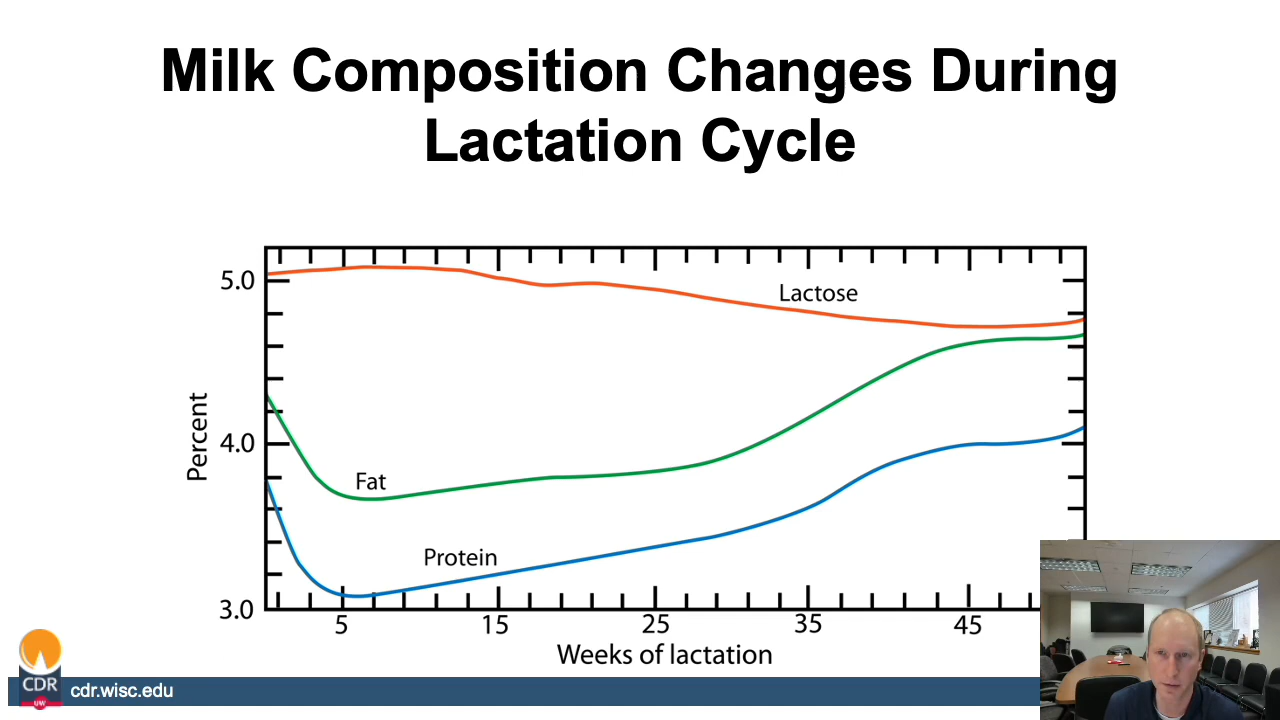 Milk Composition Changes During
Lactation Cycle
5.0
Lactose
Percent
4.0
Fat
Protein
3.0
5 15 25 35 45
Weeks of lactation
CDR
UW
cdr.wisc.edu